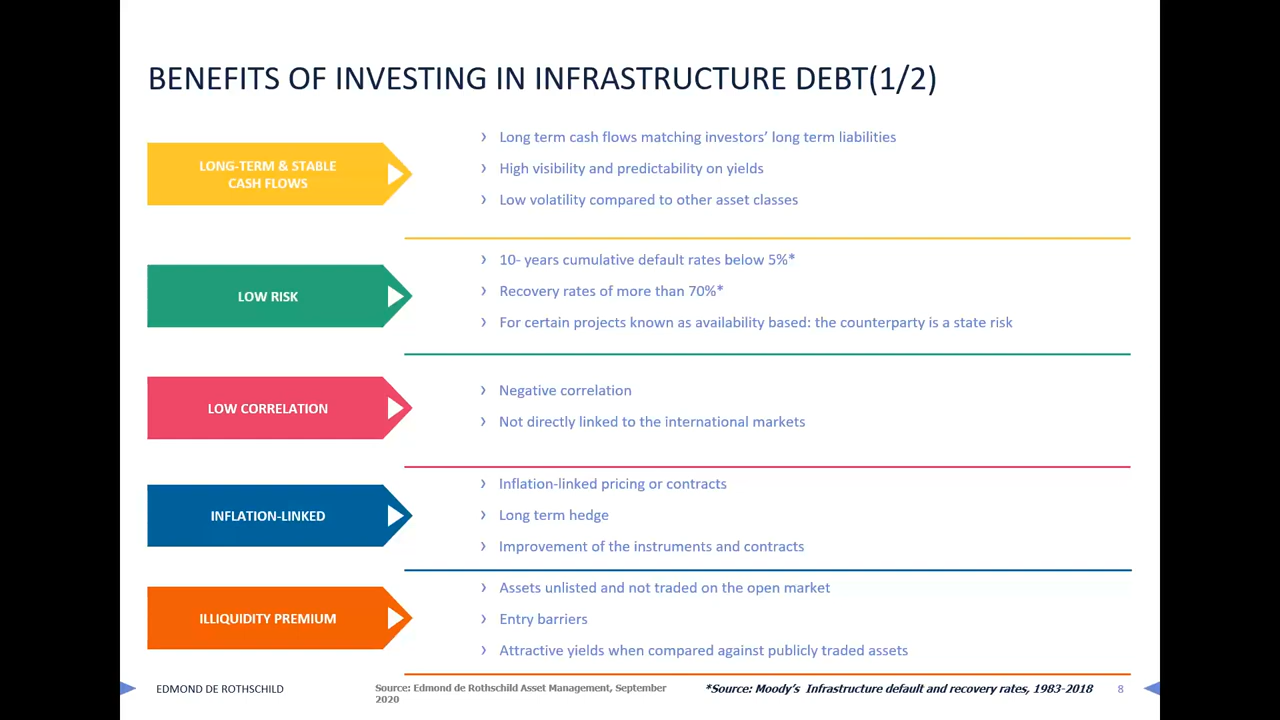 BENEFITS OF INVESTING IN INFRASTRUCTURE DEBT(1/2)
LONG-TERM & STABLE
CASH FLOWS
› Long term cash flows matching investors’ long term liabilities
› High visibility and predictability on yields
› Low volatility compared to other asset classes
LOW RISK
› 10- years cumulative default rates below 5%*
› Recovery rates of more than 70%*
› For certain projects known as availability based: the counterparty is a state risk
LOW CORRELATION
› Negative correlation
› Not directly linked to the international markets
INFLATION-LINKED
› Inflation-linked pricing or contracts
› Long term hedge
› Improvement of the instruments and contracts
ILLIQUIDITY PREMIUM
› Assets unlisted and not traded on the open market
› Entry barriers
› Attractive yields when compared against publicly traded assets
EDMOND DE ROTHSCHILD
Source: Edmond de Rothschild Asset Management, September
2020
*Source: Moody’s Infrastructure default and recovery rates, 1983-2018
8